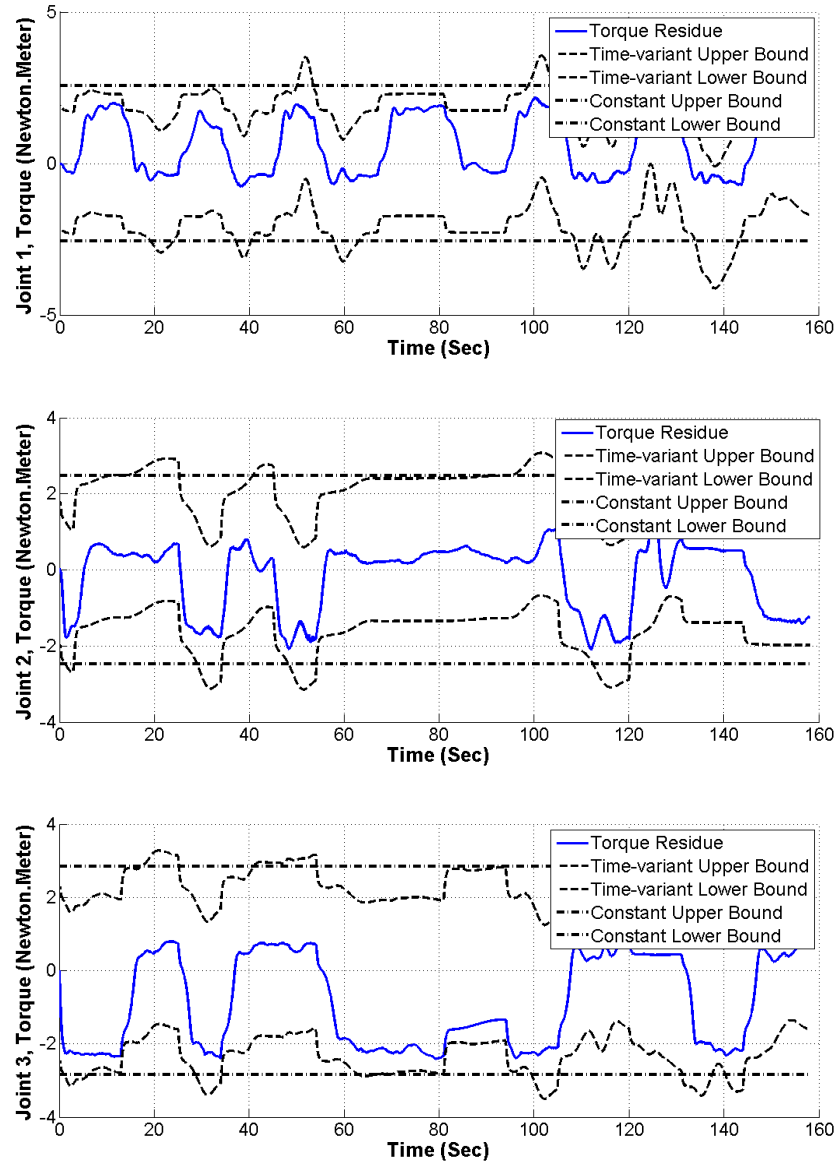 5
Torque Residue
Time-variant Upper Bound
Time-variant Lower Bound
Constant Upper Bound
Constant Lower Bound
0
-5
0 20 40 60 80 100 120 140 160
Joint 1, Torque (Newton.Meter)
Time (Sec)
4
Torque Residue
Time-variant Upper Bound
Time-variant Lower Bound
Constant Upper Bound
Constant Lower Bound
2
0
-2
-4
0 20 40 60 80 100 120 140 160
Joint 2, Torque (Newton.Meter)
Time (Sec)
4
Torque Residue
Time-variant Upper Bound
Time-variant Lower Bound
Constant Upper Bound
Constant Lower Bound
2
0
-2
-4
0 20 40 60 80 100 120 140 160
Joint 3, Torque (Newton.Meter)
Time (Sec)